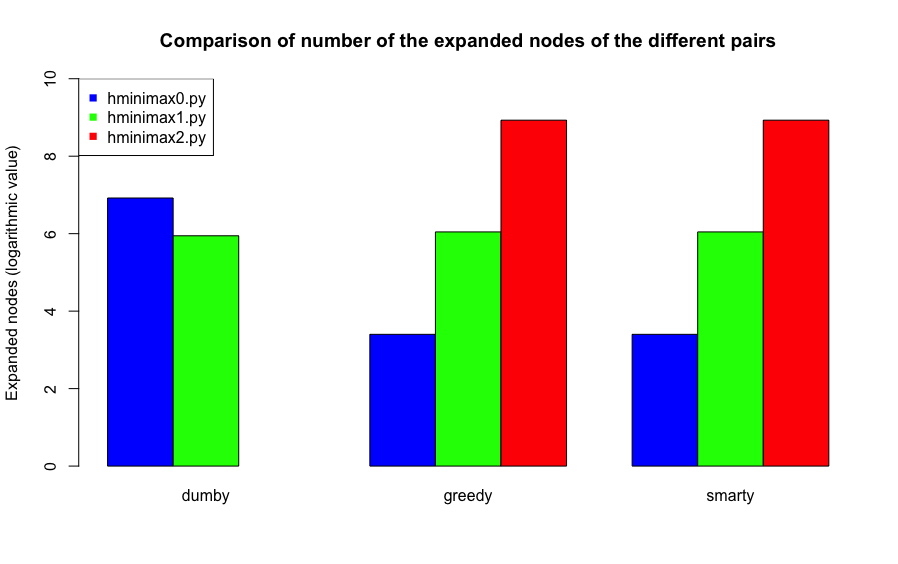 Comparison of number of the expanded nodes of the different pairs
Expanded nodes (logarithmic value)
10
8
6
4
2
0
hminimax0.py
hminimax1.py
hminimax2.py
dumby
greedy
smarty